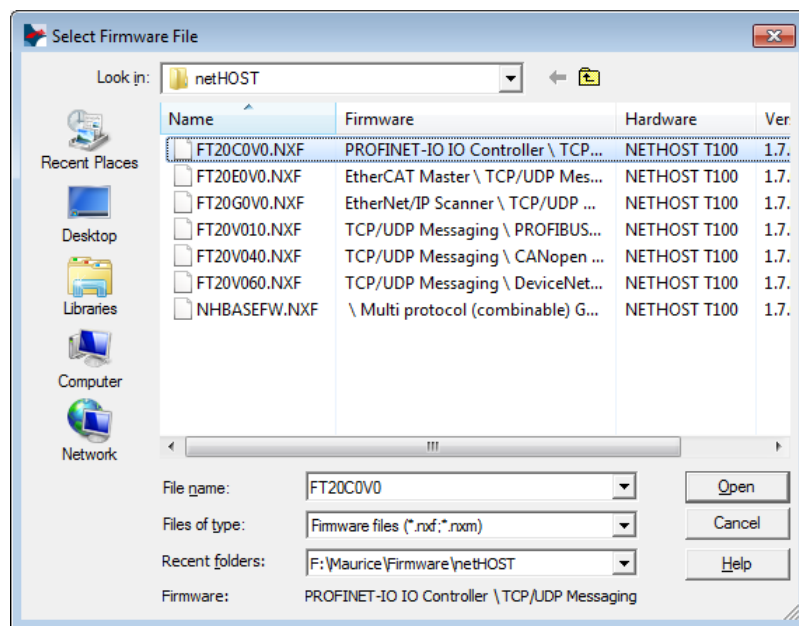 Select Firmware File
Look in: netHOST
Name Firmware Hardware Ver
FT20C0V0.NXF PROFINET-IO IO Controller \ TCP... NETHOST T100 1.7.
FT20E0V0.NXF EtherCAT Master \ TCP/UDP Mes... NETHOST T100 1.7.
FT20G0V0.NXF EtherNet/IP Scanner \ TCP/UDP ... NETHOST T100 1.7.
FT20V010.NXF TCP/UDP Messaging \ PROFIBUS... NETHOST T100 1.7.
FT20V040.NXF TCP/UDP Messaging \ CANopen ... NETHOST T100 1.7.
FT20V060.NXF TCP/UDP Messaging \ DeviceNet... NETHOST T100 1.7.
NHBASEFW.NXF \ Multi protocol (combinable) G... NETHOST T100 1.7.
Recent Places
Desktop
Libraries
Computer
Network
File name: FT20C0V0 Open
Files of type: Firmware files (*.nxf;*.nxm) Cancel
Recent folders: F:\Maurice\Firmware\netHOST Help
Firmware: PROFINET-IO IO Controller \ TCP/UDP Messaging